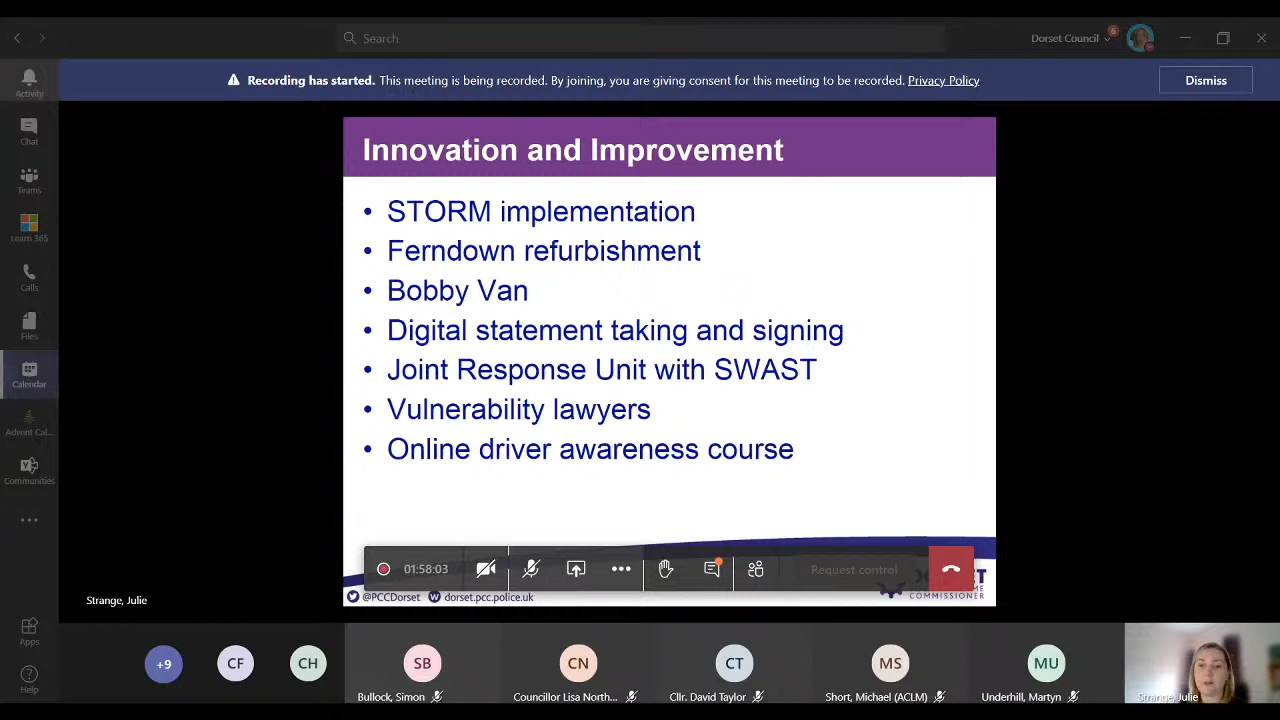 Search
Dorset Council
6
Recording has started. This meeting is being recorded. By joining, you are giving consent for this meeting to be recorded. Privacy Policy
Dismiss
Activity
Chat
Teams
Learn 365
Calls
Files
Calendar
Advent Cal...
Communities
Apps
Help
Innovation and Improvement
• STORM implementation
• Ferndown refurbishment
• Bobby Van
• Digital statement taking and signing
• Joint Response Unit with SWAST
• Vulnerability lawyers
• Online driver awareness course
01:58:03
Request control
@PCCDorset
dorset.pcc.police.uk
COMMISSIONER
Strange, Julie
+9
CF
CH
SB
CN
CT
MS
MU
Bullock, Simon
Councillor Lisa North...
Cllr. David Taylor
Short, Michael (ACLM)
Underhill, Martyn
Strange, Julie